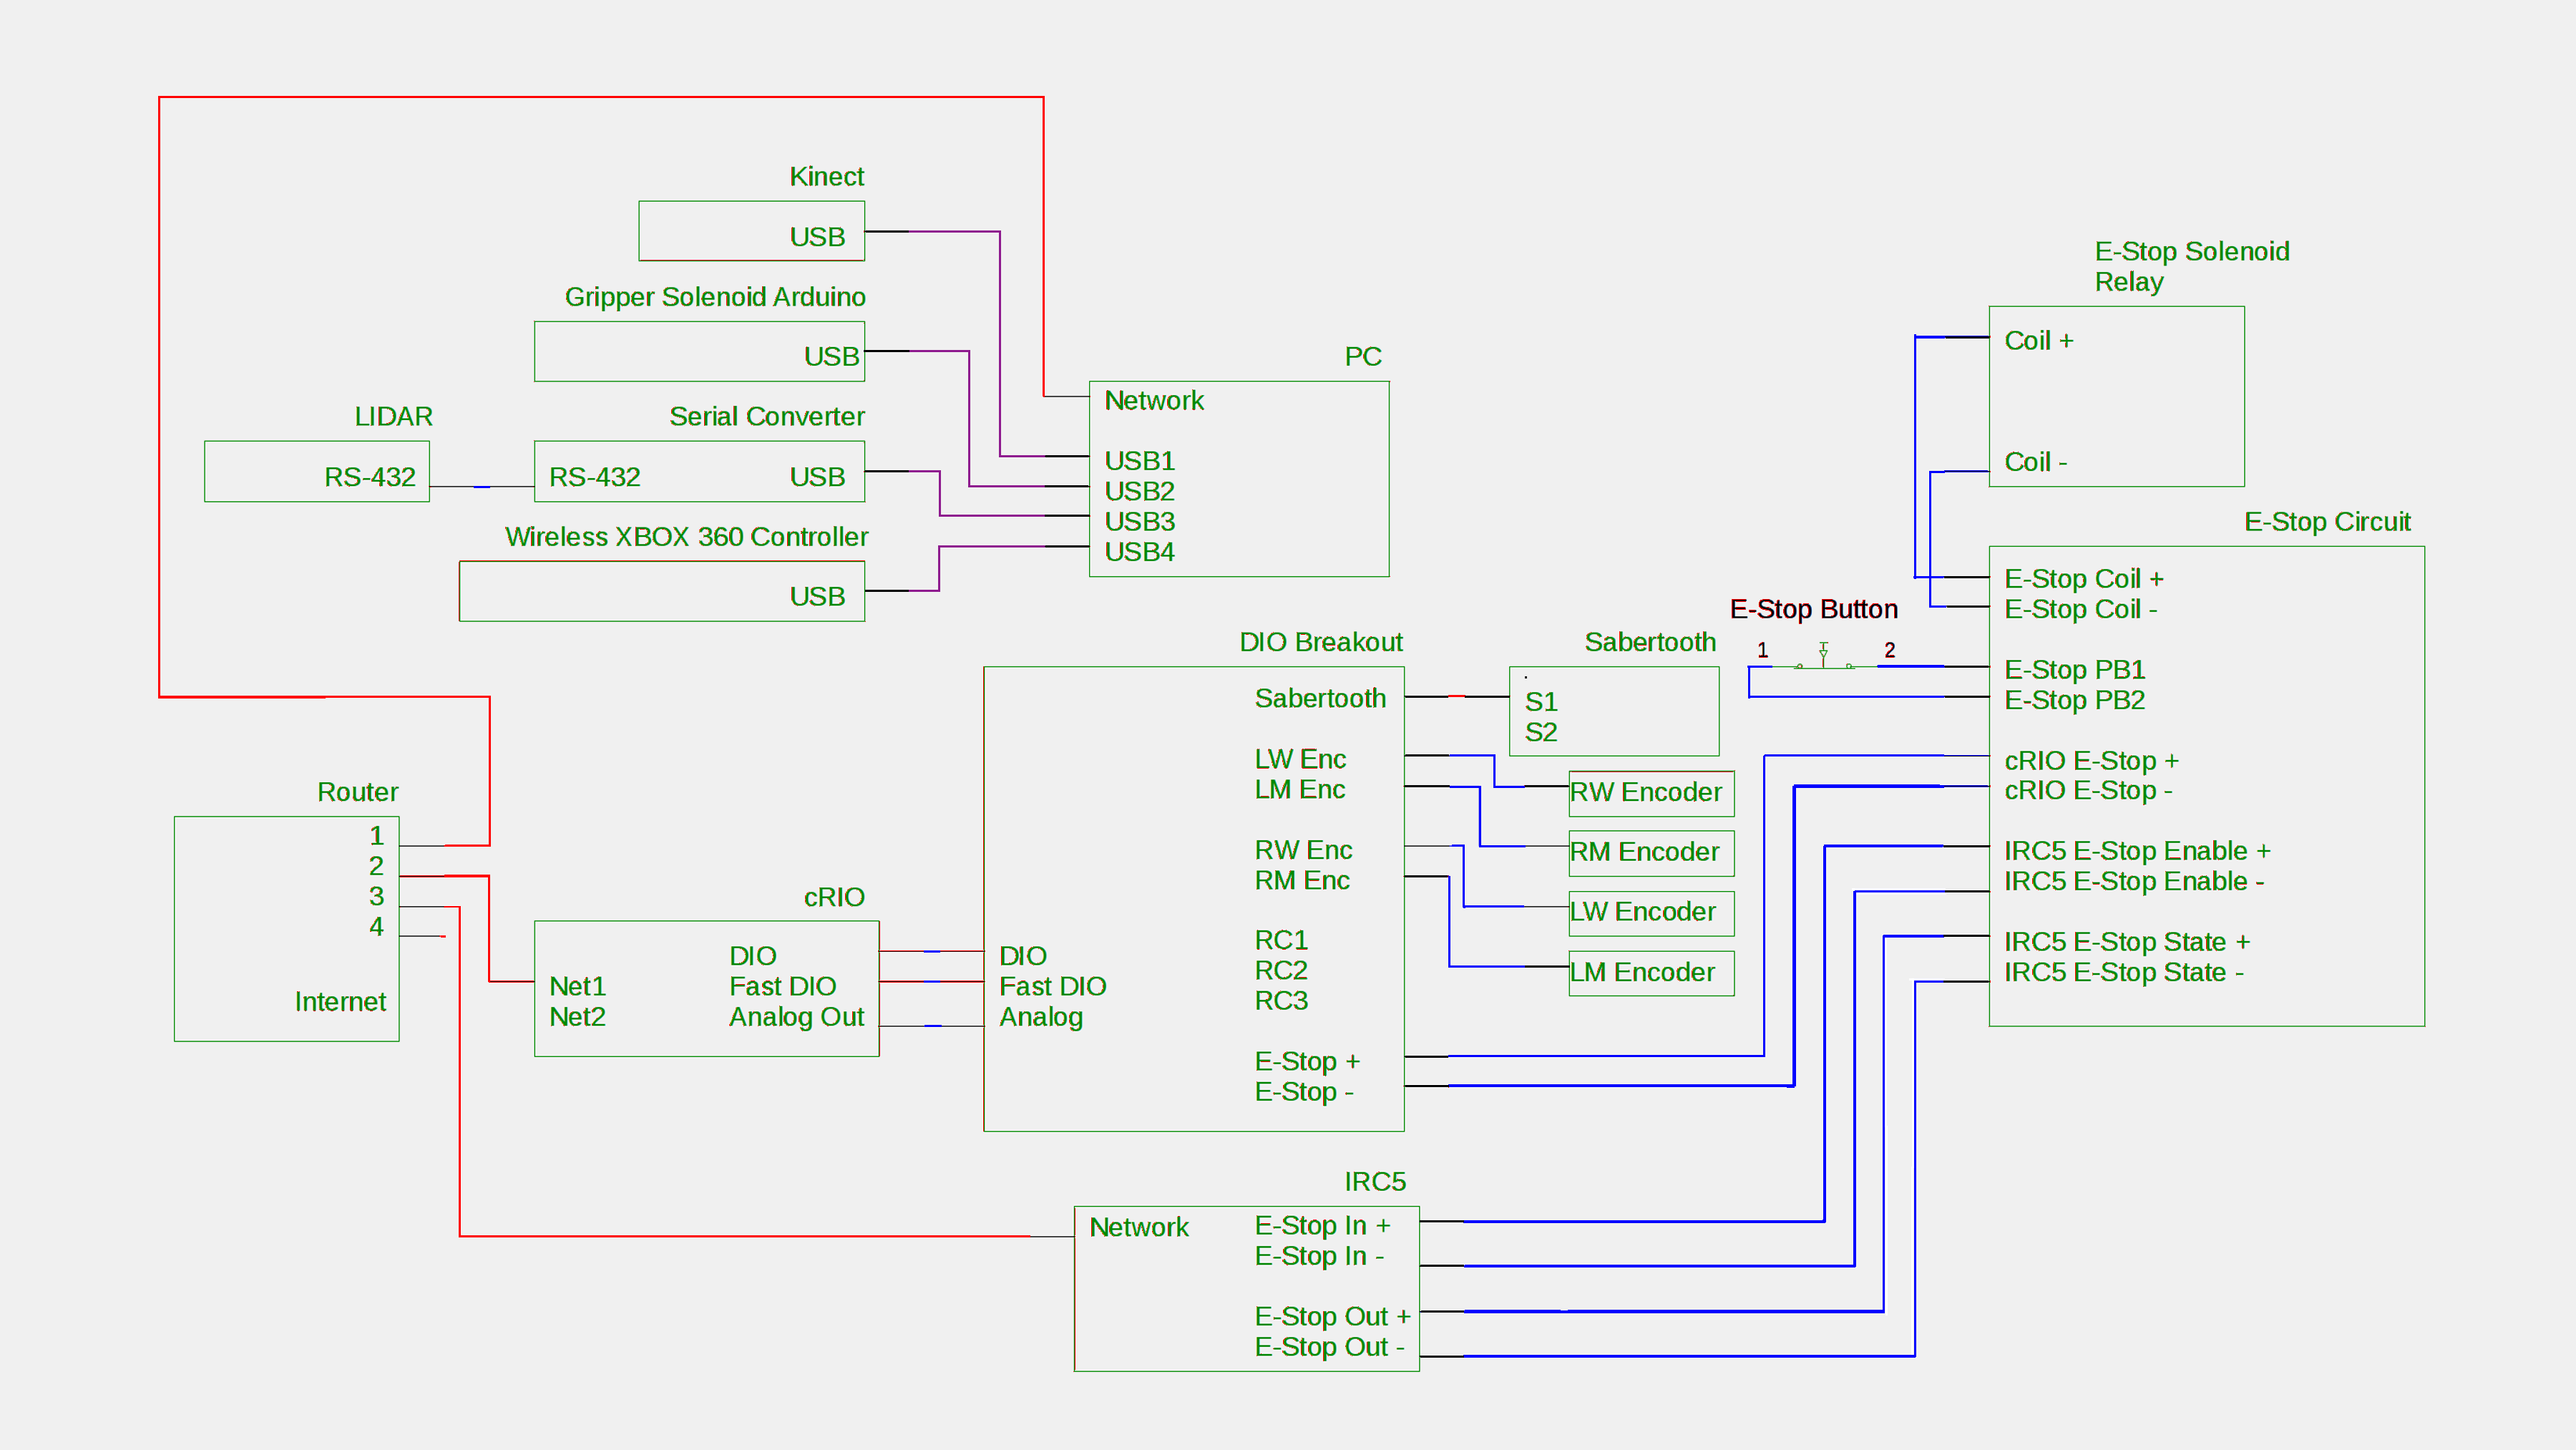 Kinect
USB
Gripper Solenoid Arduino
USB
LIDAR
RS-432
Serial Converter
RS-432 USB
Wireless XBOX 360 Controller
USB
PC
Network
USB1
USB2
USB3
USB4
E-Stop Solenoid
Relay
Coil +
Coil -
E-Stop Circuit
E-Stop Coil +
E-Stop Coil -
E-Stop PB1
E-Stop PB2
cRIO E-Stop +
cRIO E-Stop -
IRC5 E-Stop Enable +
IRC5 E-Stop Enable -
IRC5 E-Stop State +
IRC5 E-Stop State -
E-Stop Button
1 2
DIO Breakout
Sabertooth
LW Enc
LM Enc
RW Enc
RM Enc
RC1
RC2
RC3
DIO
Fast DIO
Analog
E-Stop +
E-Stop -
Sabertooth
S1
S2
RW Encoder
RM Encoder
LW Encoder
LM Encoder
Router
1
2
3
4
Internet
cRIO
DIO
Net1 Fast DIO
Net2 Analog Out
IRC5
Network E-Stop In +
E-Stop In -
E-Stop Out +
E-Stop Out -